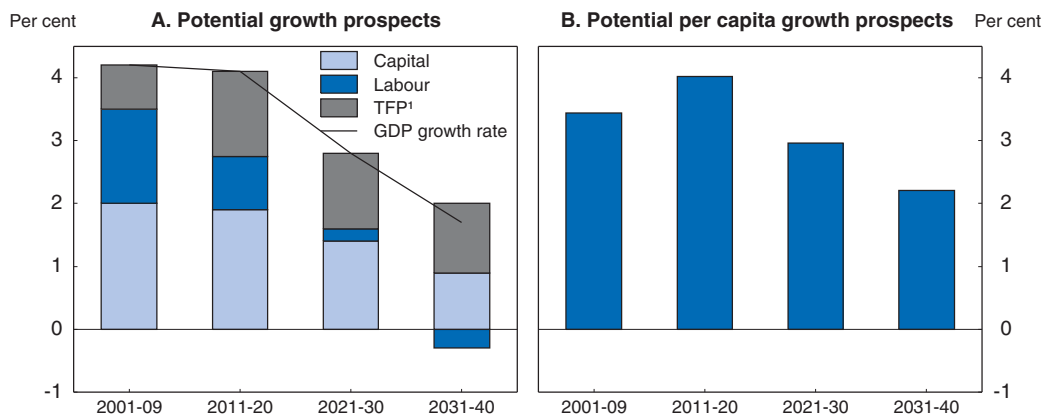 Per cent
A. Potential growth prospects
4
3
2
1
0
-1
Capital
Labour
TFP¹
GDP growth rate
2001-09 2011-20 2021-30 2031-40
B. Potential per capita growth prospects
Per cent
4
3
2
1
0
-1
2001-09 2011-20 2021-30 2031-40